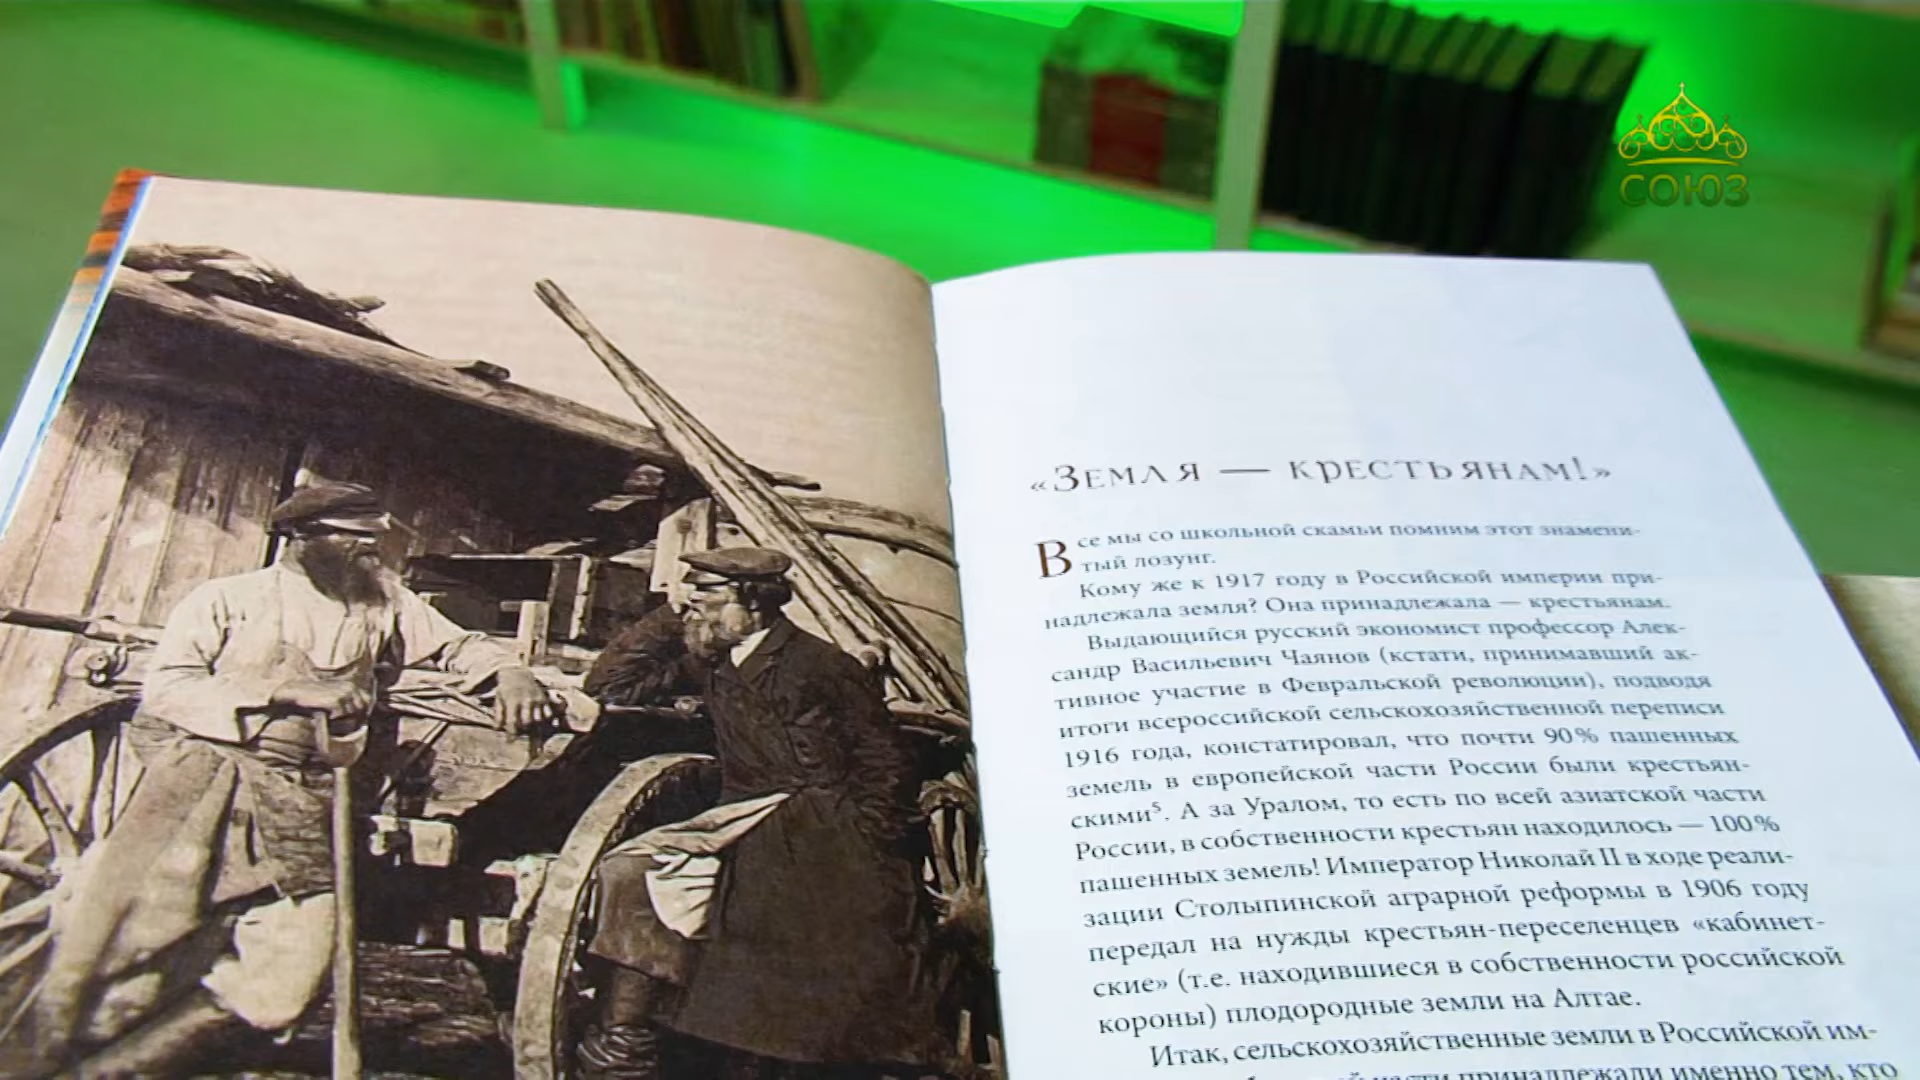 СОЮЗ
«Земля — крестьянам!»
Все мы со школьной скамьи помним этот знамени-
тый лозунг.
Кому же к 1917 году в Российской империи при-
надлежала земля? Она принадлежала — крестьянам.
Выдающийся русский экономист профессор Алек-
сандр Васильевич Чаянов (кстати, принимавший ак-
тивное участие в Февральской революции), подводя
итоги всероссийской сельскохозяйственной переписи
1916 года, констатировал, что почти 90% пашенных
земель в европейской части России были крестьян-
скими⁵. А за Уралом, то есть по всей азиатской части
России, в собственности крестьян находилось — 100%
пашенных земель! Император Николай II в ходе реали-
зации Столыпинской аграрной реформы в 1906 году
передал на нужды крестьян-переселенцев «кабинет-
ские» (т.е. находившиеся в собственности российской
короны) плодородные земли на Алтае.
Итак, сельскохозяйственные земли в Российской им-
части принадлежали именно тем, кто